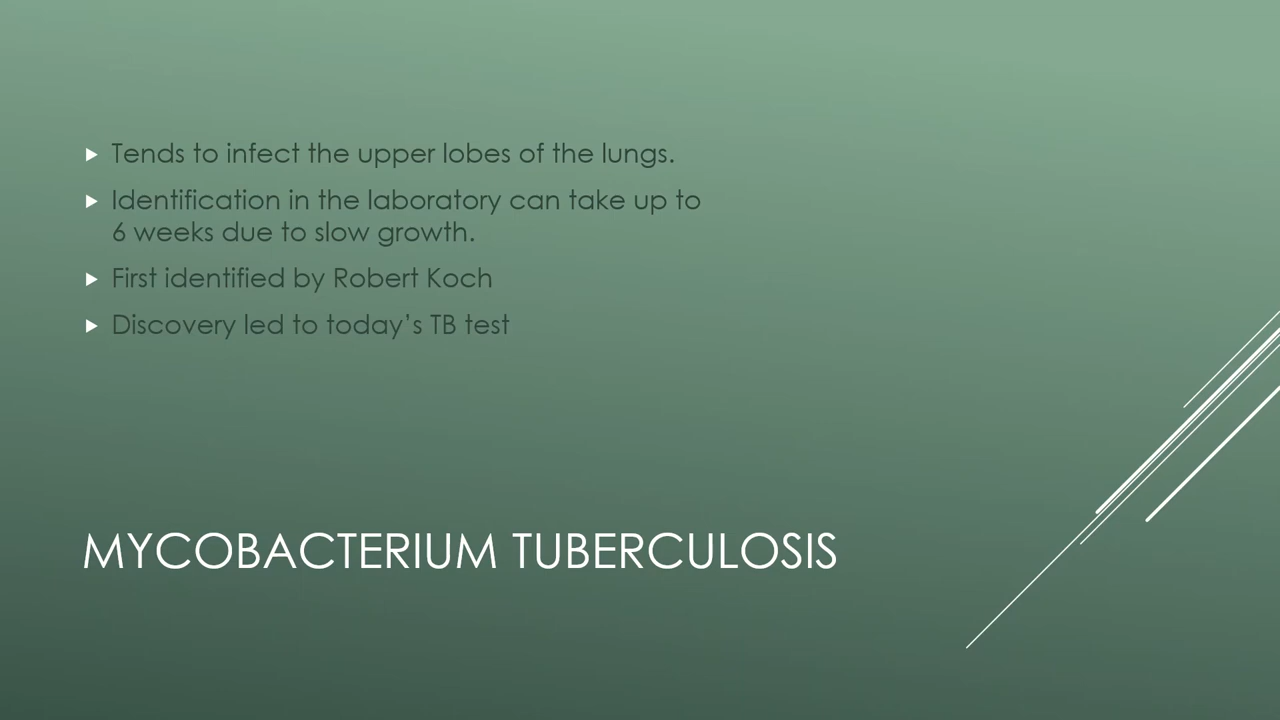 Tends to infect the upper lobes of the lungs.
Identification in the laboratory can take up to
6 weeks due to slow growth.
First identified by Robert Koch
Discovery led to today’s TB test
MYCOBACTERIUM TUBERCULOSIS